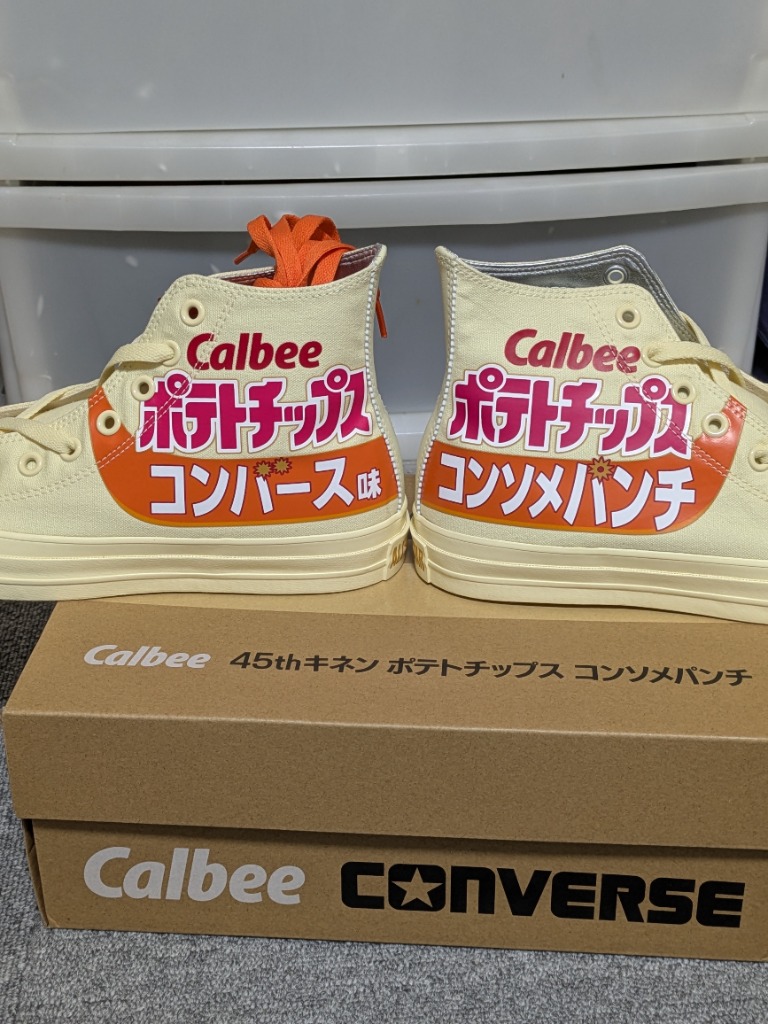 Calbee
ポテトチップス
コンバース味
Calbee
ポテトチップス
コンソメパンチ
Calbee 45thキネン ポテトチップス コンソメパンチ
Calbee CONVERSE